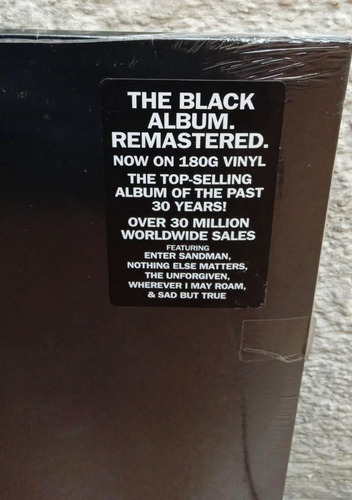 THE BLACK
ALBUM.
REMASTERED.
NOW ON 180G VINYL
THE TOP-SELLING
ALBUM OF THE PAST
30 YEARS!
OVER 30 MILLION
WORLDWIDE SALES
FEATURING
ENTER SANDMAN,
NOTHING ELSE MATTERS,
THE UNFORGIVEN,
WHEREVER I MAY ROAM,
& SAD BUT TRUE